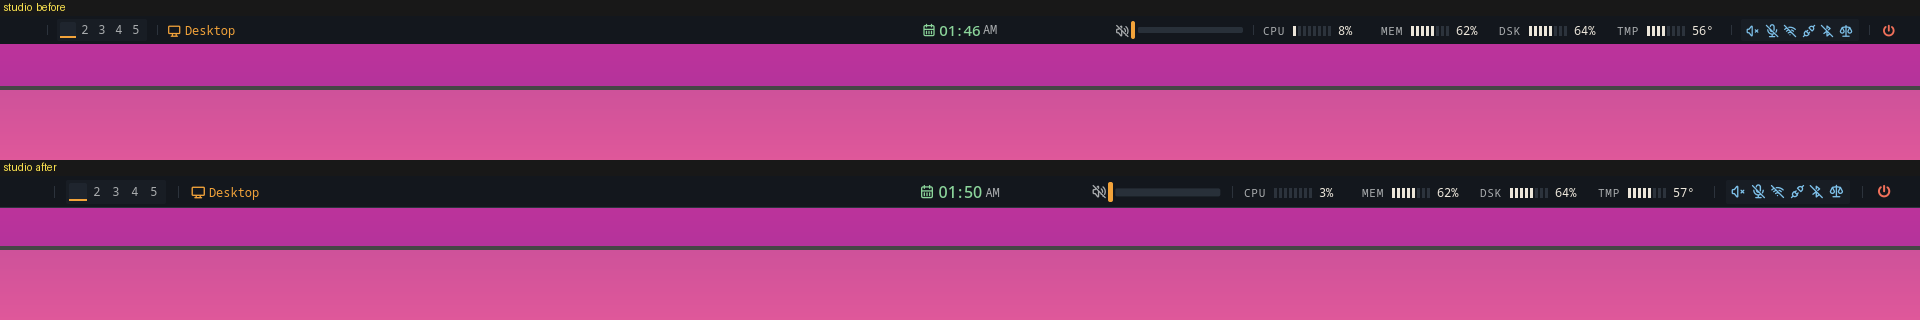 studio before
2 3 4 5 Desktop 01:46 AM CPU 8% MEM 62% DSK 64% TMP 56°
studio after
2 3 4 5 Desktop 01:50 AM CPU 3% MEM 62% DSK 64% TMP 57°